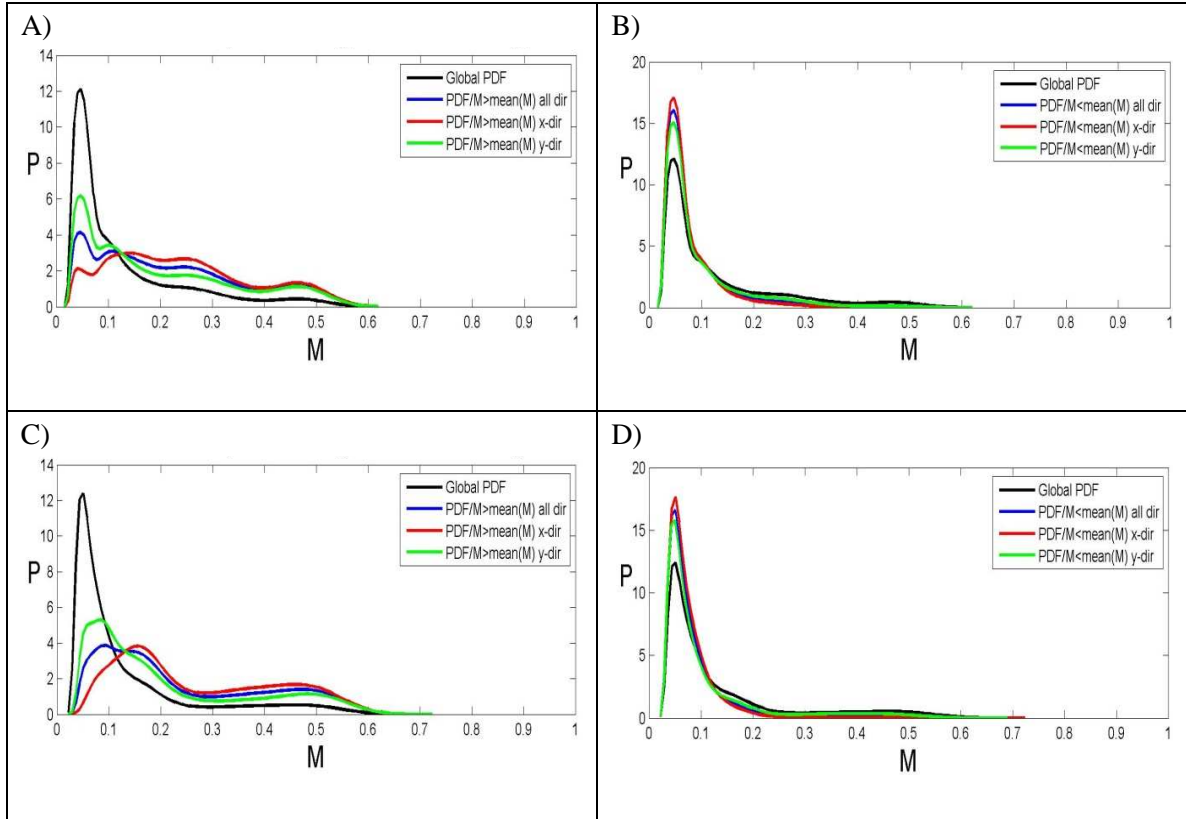 A)
14
12
10
8
6
4
2
0
P
0 0.1 0.2 0.3 0.4 0.5 0.6 0.7 0.8 0.9 1
M
Global PDF
PDF/M>mean(M) all dir
PDF/M>mean(M) x-dir
PDF/M>mean(M) y-dir
B)
20
15
10
5
0
P
0 0.1 0.2 0.3 0.4 0.5 0.6 0.7 0.8 0.9 1
M
Global PDF
PDF/M<mean(M) all dir
PDF/M<mean(M) x-dir
PDF/M<mean(M) y-dir
C)
14
12
10
8
6
4
2
0
P
0 0.1 0.2 0.3 0.4 0.5 0.6 0.7 0.8 0.9 1
M
Global PDF
PDF/M>mean(M) all dir
PDF/M>mean(M) x-dir
PDF/M>mean(M) y-dir
D)
20
15
10
5
0
P
0 0.1 0.2 0.3 0.4 0.5 0.6 0.7 0.8 0.9 1
M
Global PDF
PDF/M<mean(M) all dir
PDF/M<mean(M) x-dir
PDF/M<mean(M) y-dir